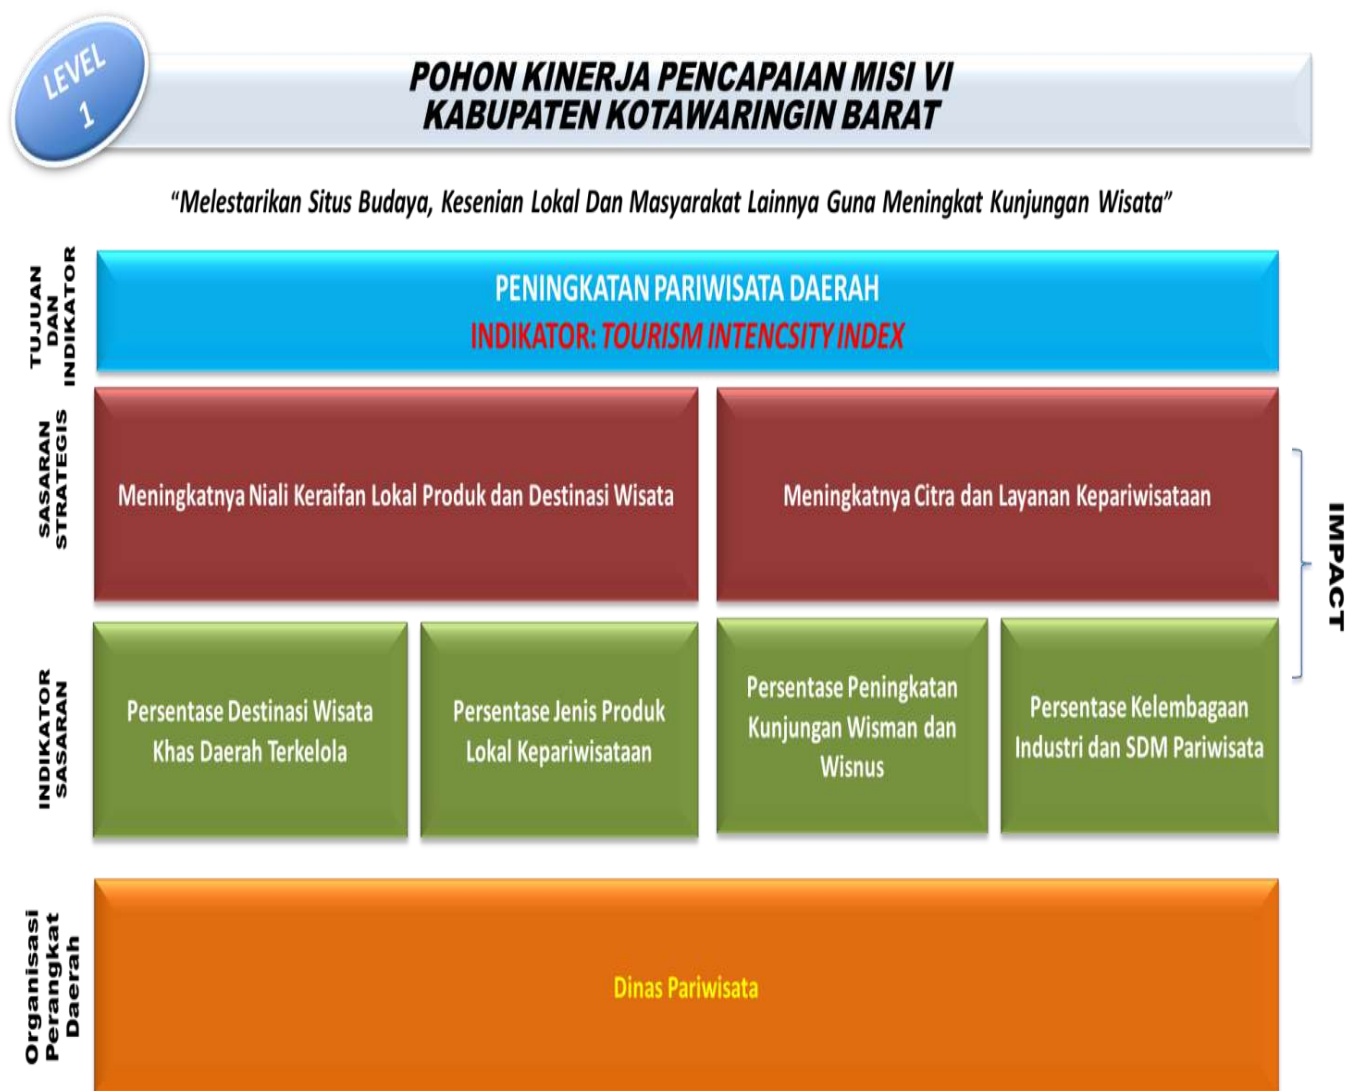 LEVEL
1
POHON KINERJA PENCAPAIAN MISI VI
KABUPATEN KOTAWARINGIN BARAT
“Melestarikan Situs Budaya, Kesenian Lokal Dan Masyarakat Lainnya Guna Meningkat Kunjungan Wisata”
TUJUAN
DAN
INDIKATOR
PENINGKATAN PARIWISATA DAERAH
INDIKATOR: TOURISM INTENCSITY INDEX
SASARAN
STRATEGIS
Meningkatnya Niali Keraifan Lokal Produk dan Destinasi Wisata
Meningkatnya Citra dan Layanan Kepariwisataan
IMPACT
INDIKATOR
SASARAN
Persentase Destinasi Wisata
Khas Daerah Terkelola
Persentase Jenis Produk
Lokal Kepariwisataan
Persentase Peningkatan
Kunjungan Wisman dan
Wisnus
Persentase Kelembagaan
Industri dan SDM Pariwisata
Organisasi
Perangkat
Daerah
Dinas Pariwisata